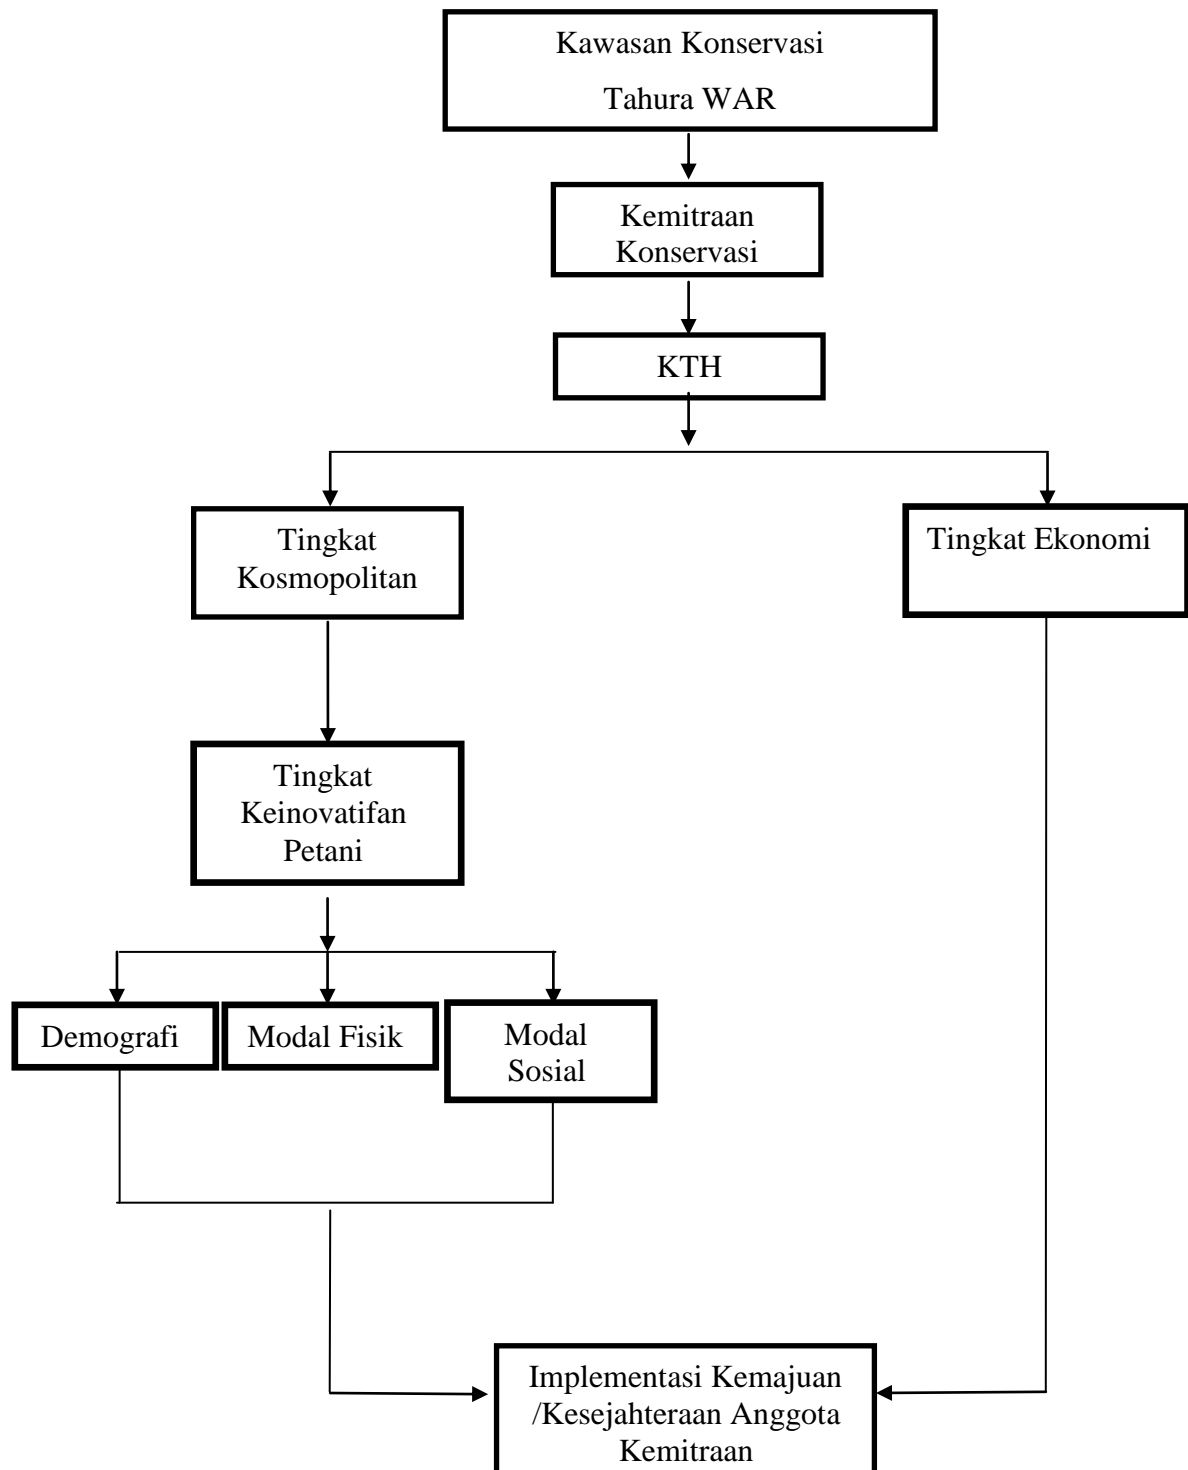 Kawasan Konservasi
Tahura WAR
Kemitraan
Konservasi
KTH
Tingkat
Kosmopolitan
Tingkat Ekonomi
Tingkat
Keinovatifan
Petani
Demografi
Modal Fisik
Modal
Sosial
Implementasi Kemajuan
/Kesejahteraan Anggota
Kemitraan